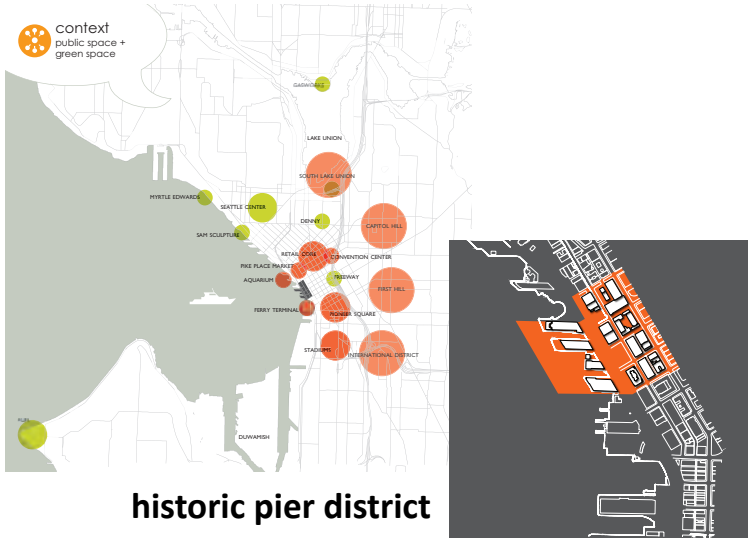 context
public space +
green space
GASWORKS
LAKE UNION
SOUTH LAKE UNION
MYRTLE EDWARDS
SEATTLE CENTER
DENNY
CAPITOL HILL
SAM SCULPTURE
RETAIL CORE
CONVENTION CENTER
PIKE PLACE MARKET
AQUARIUM
FREEWAY
FIRST HILL
FERRY TERMINAL
PIONEER SQUARE
STADIUMS
INTERNATIONAL DISTRICT
DUWAMISH
historic pier district